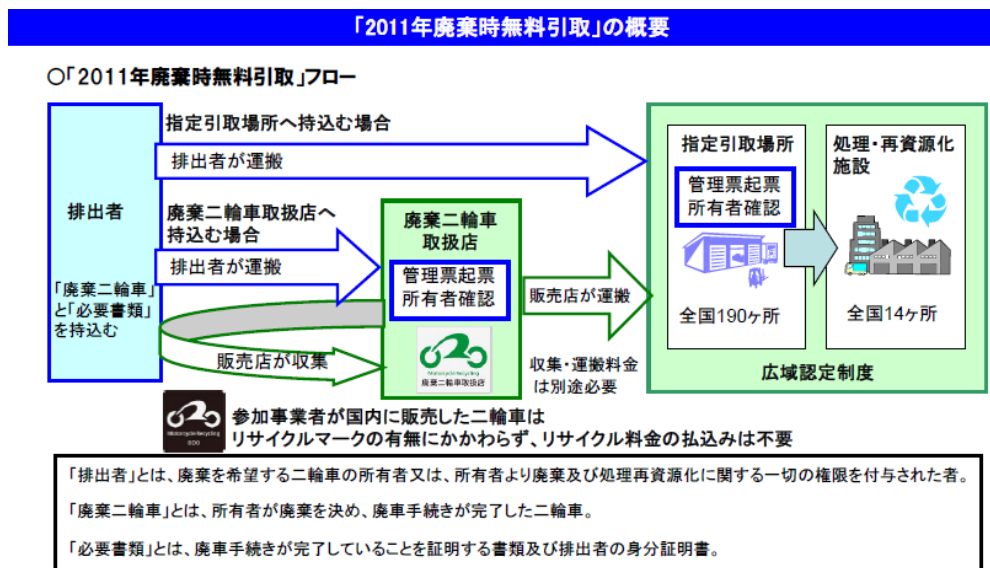 「2011年廃棄時無料引取」の概要
○「2011年廃棄時無料引取」フロー
排出者
「廃棄二輪車」
と「必要書類」
を持込む
指定引取場所へ持込む場合
排出者が運搬
廃棄二輪車取扱店へ
持込む場合
排出者が運搬
販売店が収集
廃棄二輪車
取扱店
管理票起票
所有者確認
Motorcycle Recycling
廃棄二輪車取扱店
販売店が運搬
収集・運搬料金
は別途必要
指定引取場所
管理票起票
所有者確認
全国190ヶ所
処理・再資源化
施設
全国14ヶ所
広域認定制度
Motorcycle Recycling
参加事業者が国内に販売した二輪車は
リサイクルマークの有無にかかわらず、リサイクル料金の払込みは不要
「排出者」とは、廃棄を希望する二輪車の所有者又は、所有者より廃棄及び処理再資源化に関する一切の権限を付与された者。
「廃棄二輪車」とは、所有者が廃棄を決め、廃車手続きが完了した二輪車。
「必要書類」とは、廃車手続きが完了していることを証明する書類及び排出者の身分証明書。